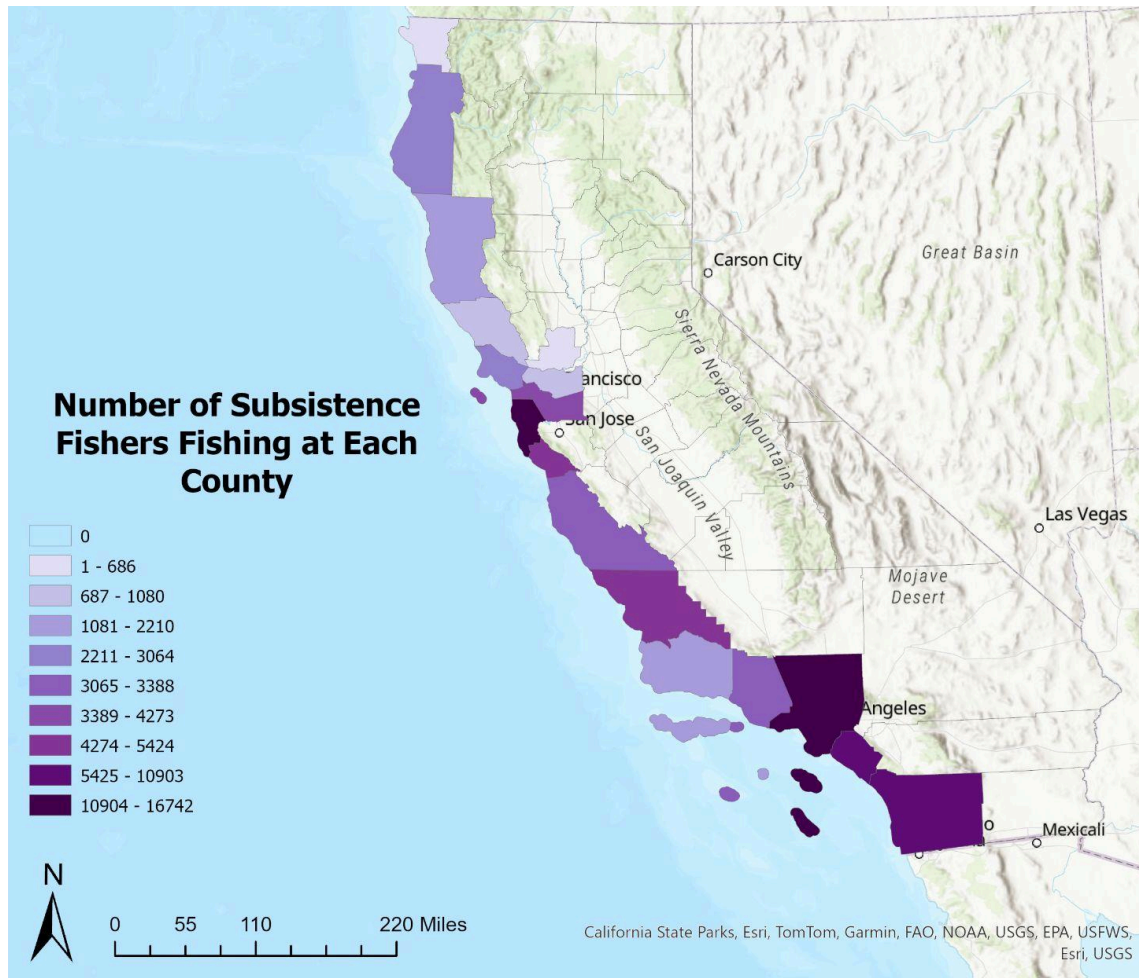 Carson City
Great Basin
Sierra Nevada Mountains
ancisco
San Jose
San Joaquin Valley
Las Vegas
Mojave
Desert
Angeles
Mexicali
Number of Subsistence
Fishers Fishing at Each
County
0
1 - 686
687 - 1080
1081 - 2210
2211 - 3064
3065 - 3388
3389 - 4273
4274 - 5424
5425 - 10903
10904 - 16742
N
0 55 110 220 Miles
California State Parks, Esri, TomTom, Garmin, FAO, NOAA, USGS, EPA, USFWS,
Esri, USGS